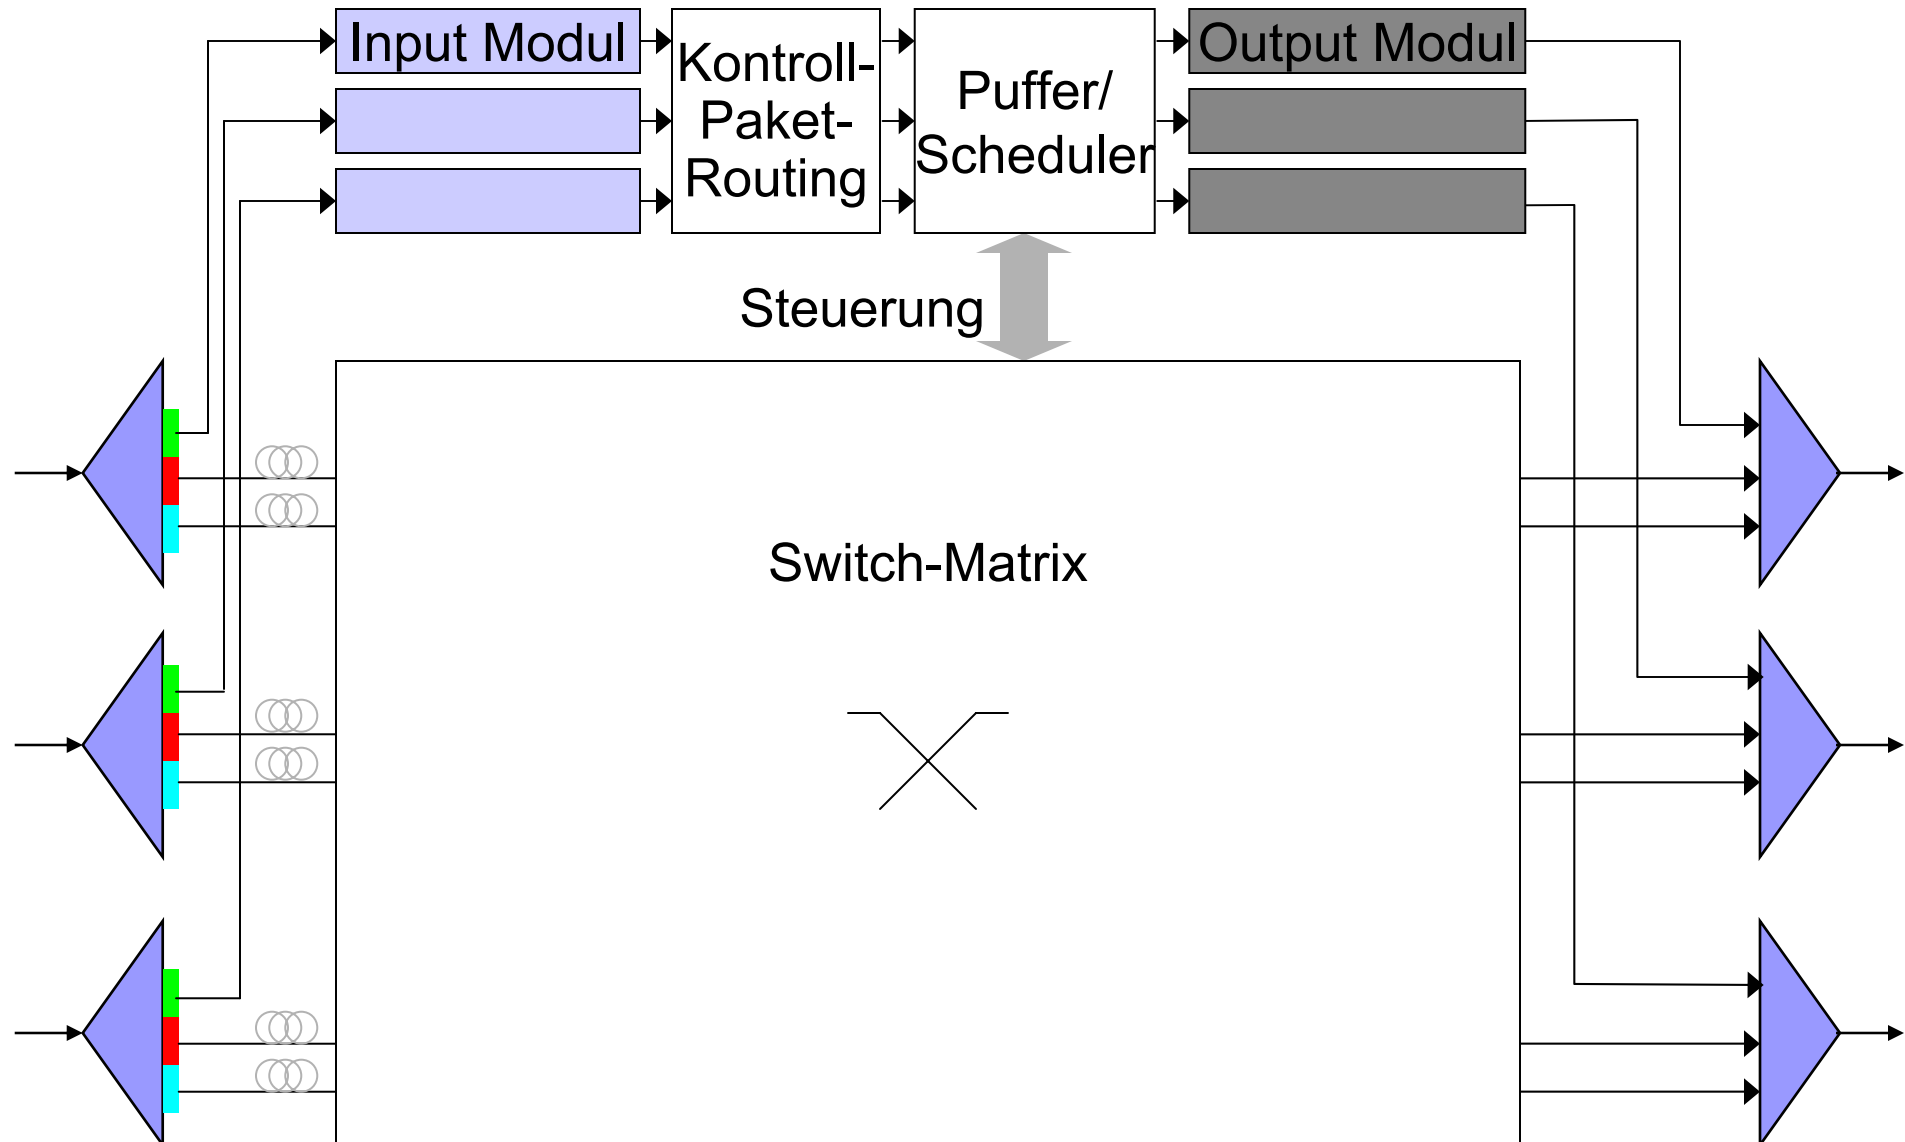 Input Modul
Kontroll-
Paket-
Routing
Puffer/
Scheduler
Output Modul
Steuerung
Switch-Matrix